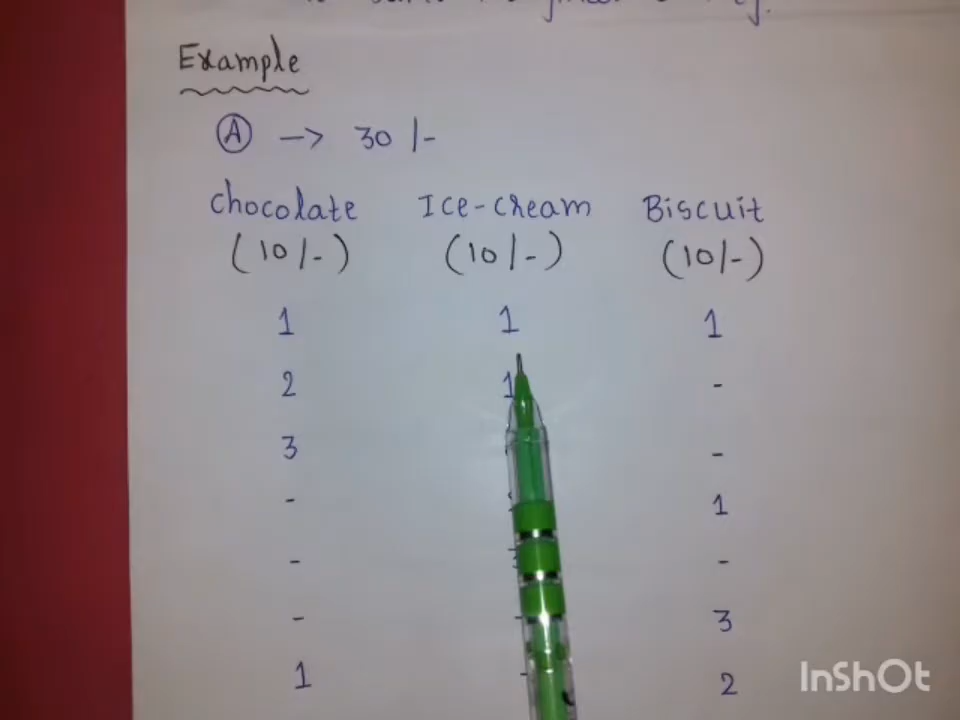 Example
A -> 30/-
Chocolate Ice-cream Biscuit
(10/-) (10/-) (10/-)
1 1 1
2 1 -
3 -
- 1
- -
- - 3
1 - 2
InShOt